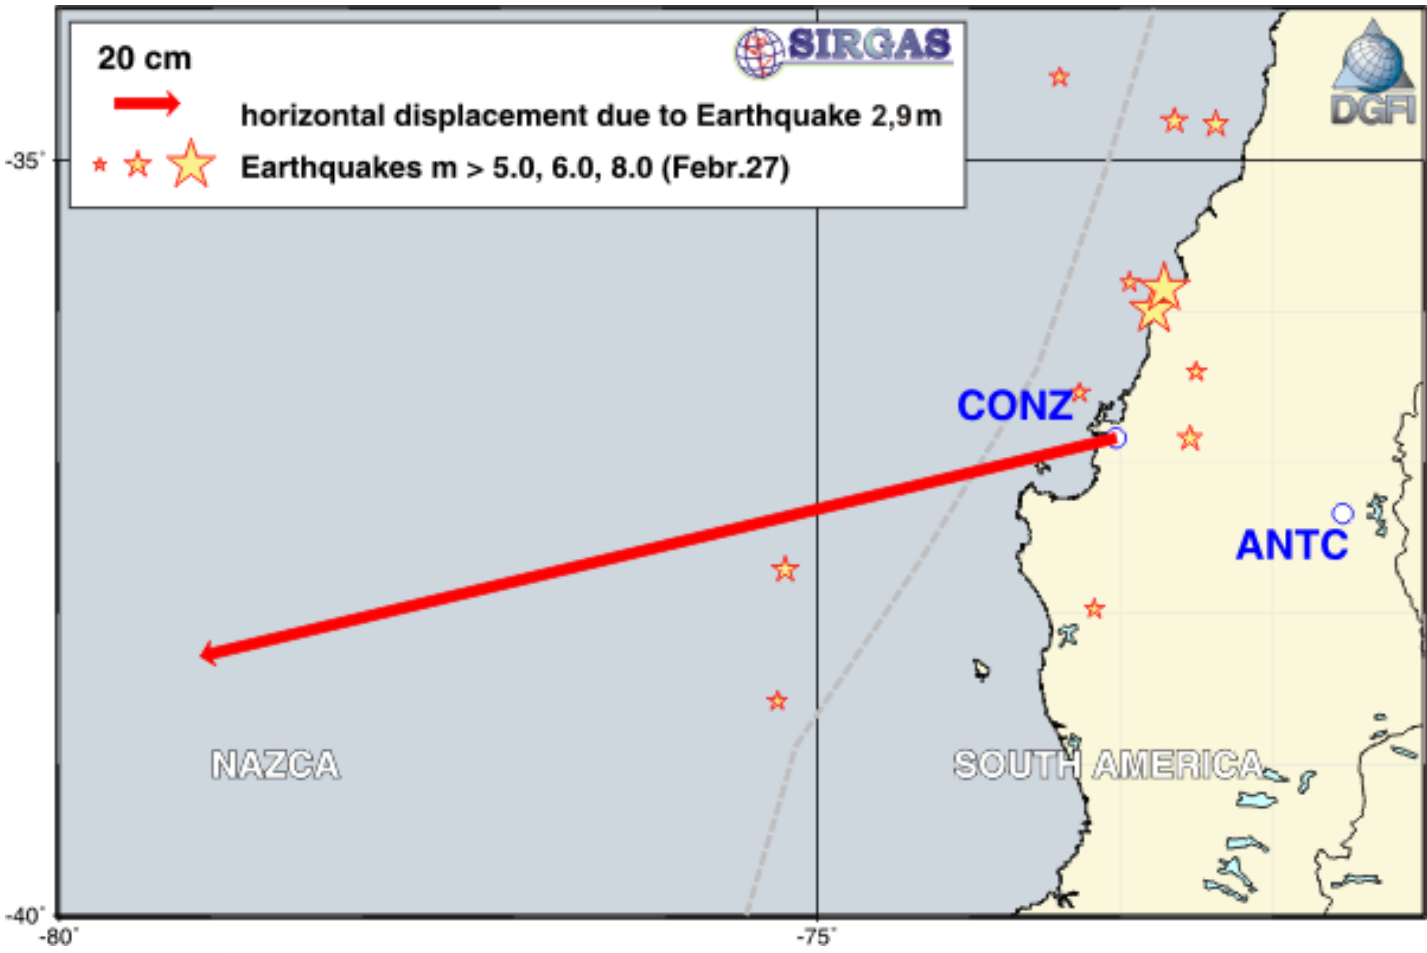 20 cm
SIRGAS
horizontal displacement due to Earthquake 2,9m
Earthquakes m > 5.0, 6.0, 8.0 (Febr.27)
DGFI
-35°
CONZ
ANTC
NAZCA
SOUTH AMERICA
-40°
-80°
-75°